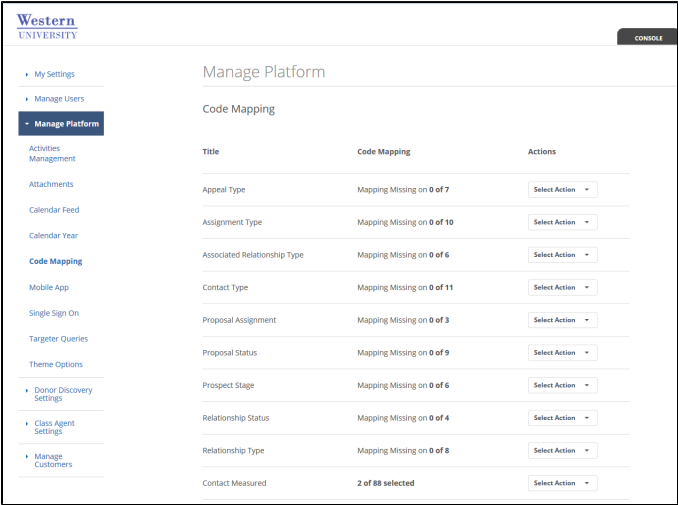 Western
UNIVERSITY
CONSOLE
My Settings
Manage Users
Manage Platform
Activities
Management
Attachments
Calendar Feed
Calendar Year
Code Mapping
Mobile App
Single Sign On
Targeter Queries
Theme Options
Donor Discovery
Settings
Class Agent
Settings
Manage
Customers
Manage Platform
Code Mapping
Title Code Mapping Actions
Appeal Type Mapping Missing on 0 of 7 Select Action
Assignment Type Mapping Missing on 0 of 10 Select Action
Associated Relationship Type Mapping Missing on 0 of 6 Select Action
Contact Type Mapping Missing on 0 of 11 Select Action
Proposal Assignment Mapping Missing on 0 of 3 Select Action
Proposal Status Mapping Missing on 0 of 9 Select Action
Prospect Stage Mapping Missing on 0 of 6 Select Action
Relationship Status Mapping Missing on 0 of 4 Select Action
Relationship Type Mapping Missing on 0 of 8 Select Action
Contact Measured 2 of 88 selected Select Action